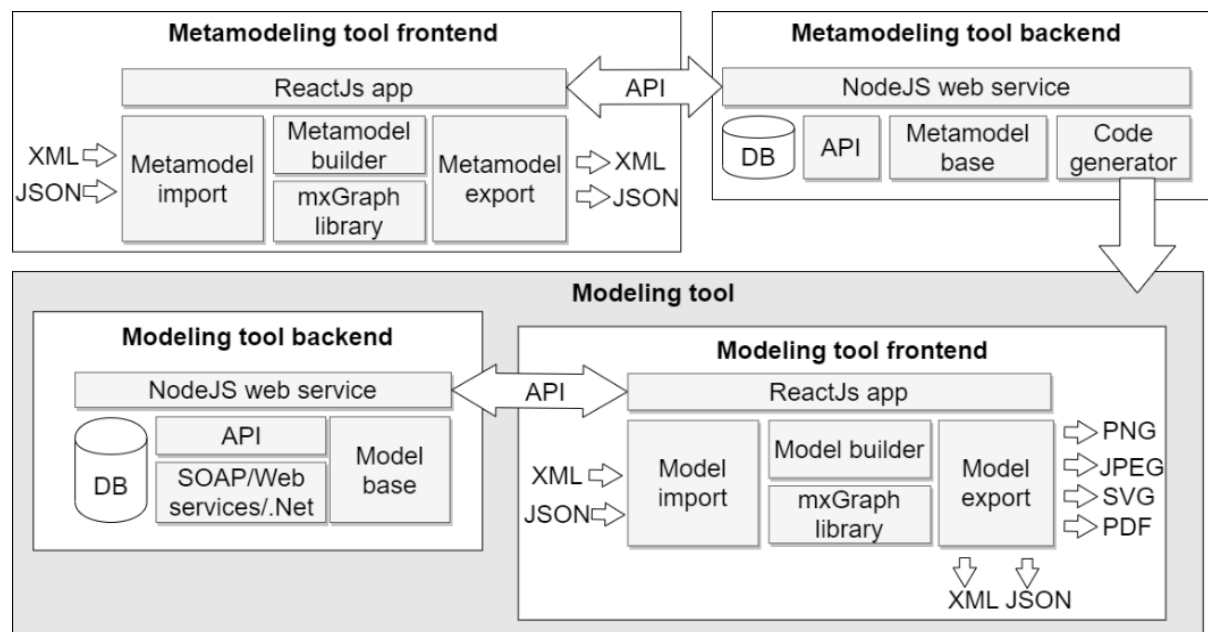 Metamodeling tool frontend
ReactJs app
XML
JSON
Metamodel
import
Metamodel
builder
mxGraph
library
Metamodel
export
XML
JSON
API
Metamodeling tool backend
NodeJS web service
DB
API
Metamodel
base
Code
generator
Modeling tool
Modeling tool backend
NodeJS web service
DB
API
SOAP/Web
services/.Net
Model
base
API
Modeling tool frontend
ReactJs app
XML
JSON
Model
import
Model builder
mxGraph
library
Model
export
PNG
JPEG
SVG
PDF
XML JSON